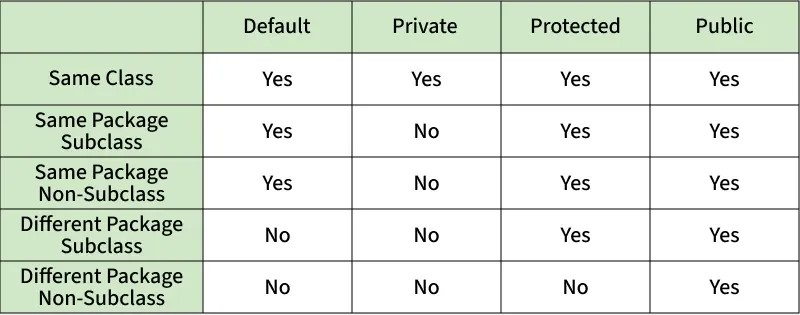 Default Private Protected Public
Same Class Yes Yes Yes Yes
Same Package
Subclass Yes No Yes Yes
Same Package
Non-Subclass Yes No Yes Yes
Different Package
Subclass No No Yes Yes
Different Package
Non-Subclass No No No Yes